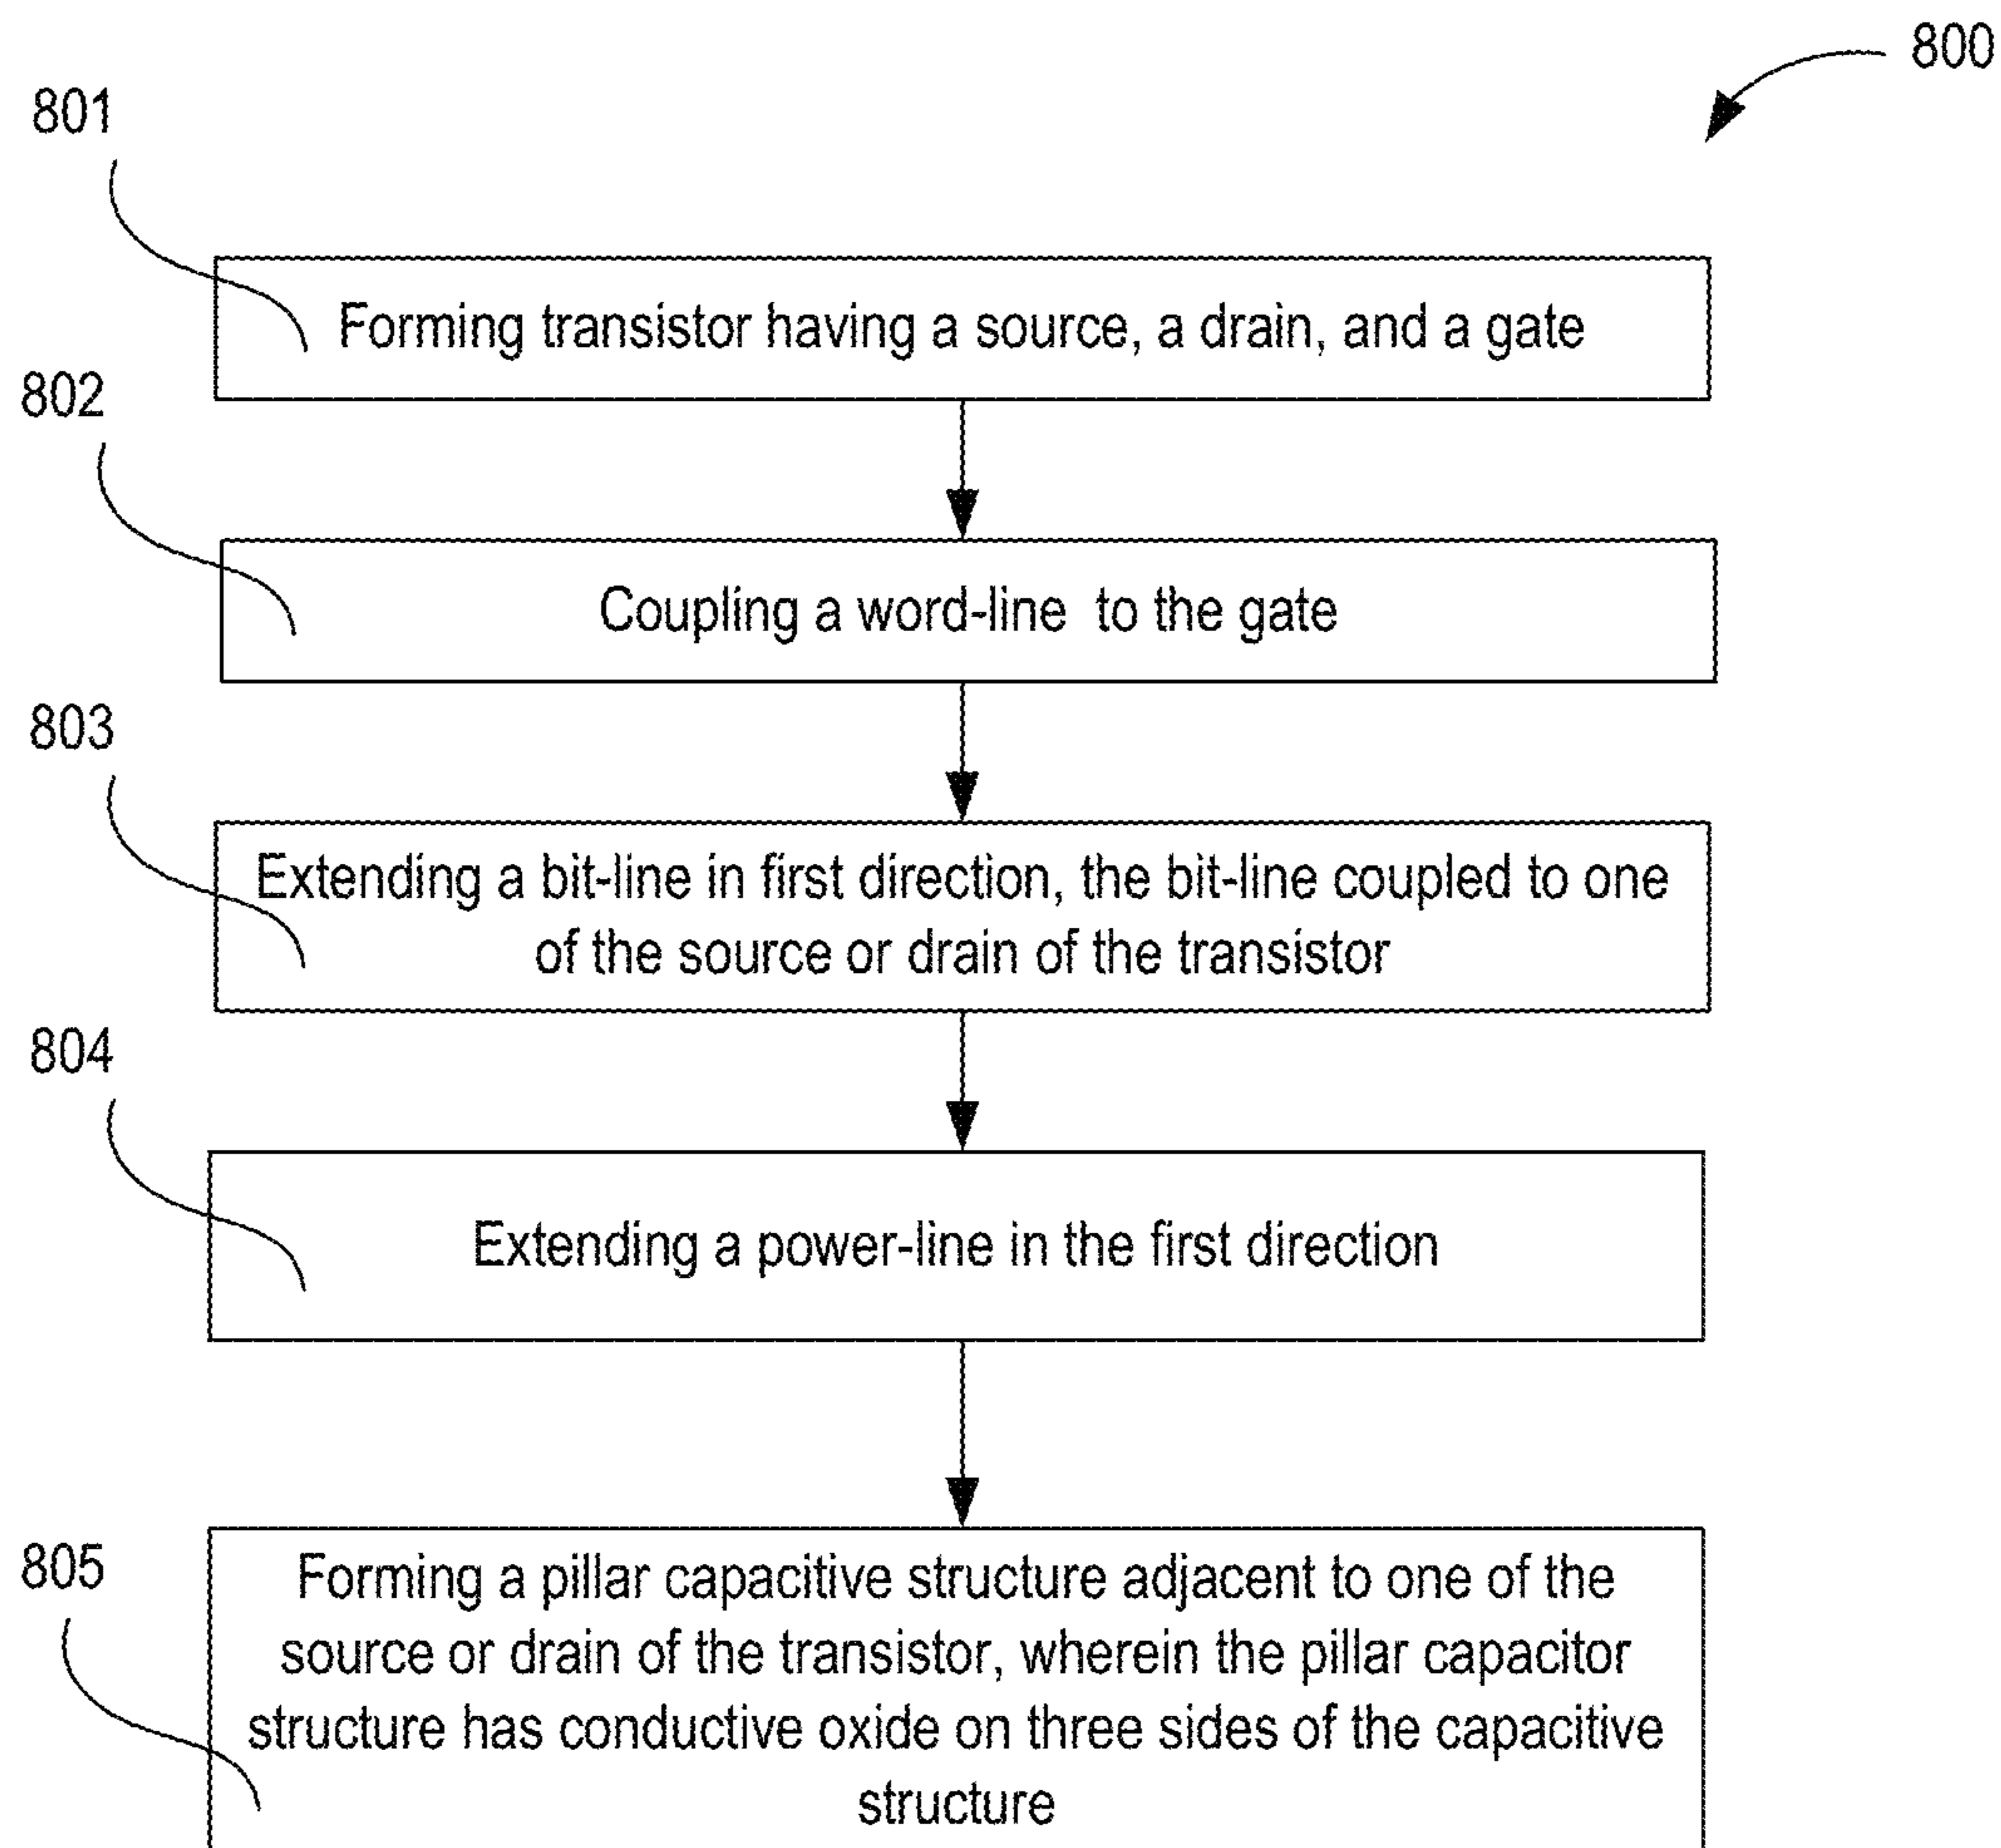 800
801
Forming transistor having a source, a drain, and a gate
802
Coupling a word-line to the gate
803
Extending a bit-line in first direction, the bit-line coupled to one
of the source or drain of the transistor
804
Extending a power-line in the first direction
805
Forming a pillar capacitive structure adjacent to one of the
source or drain of the transistor, wherein the pillar capacitor
structure has conductive oxide on three sides of the capacitive
structure